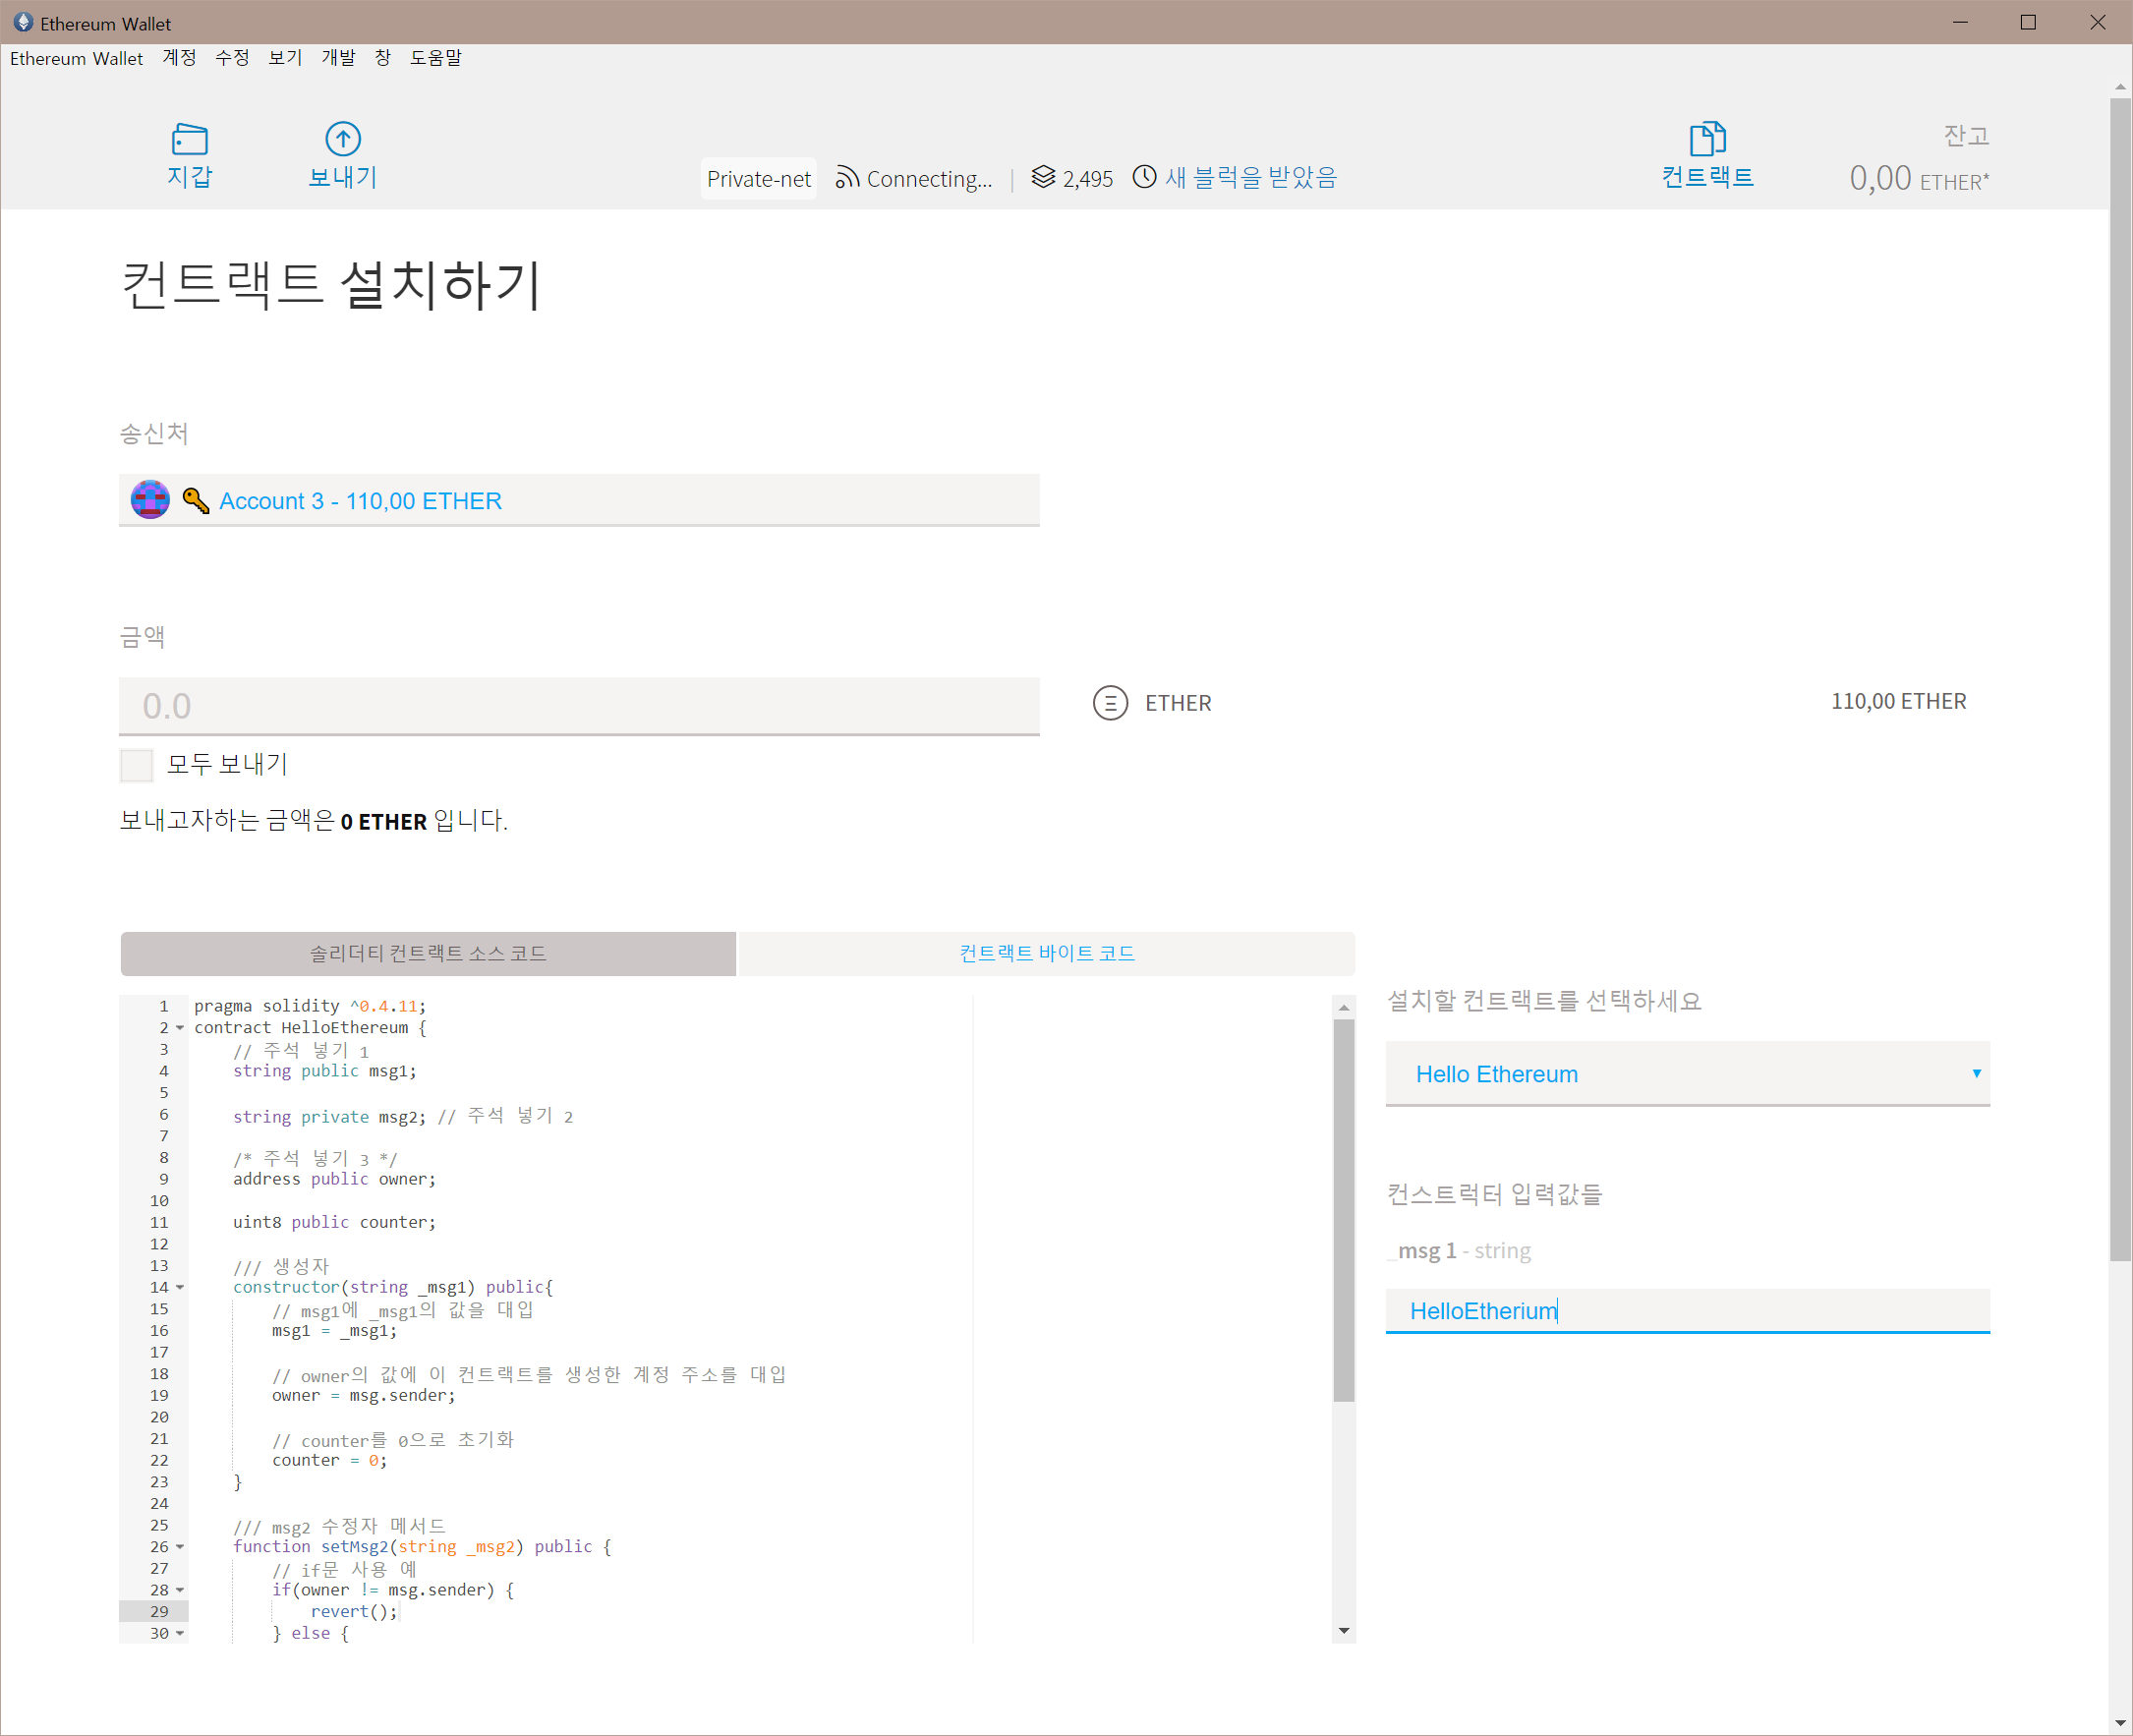 Ethereum Wallet
Ethereum Wallet 계정 수정 보기 개발 창 도움말
지갑 보내기 Private-net Connecting... | 2,495 새 블럭을 받았음 컨트랙트 잔고
0,00 ETHER*
컨트랙트 설치하기
송신처
Account 3 - 110,00 ETHER
금액
0.0 ETHER 110,00 ETHER
모두 보내기
보내고자하는 금액은 0 ETHER 입니다.
솔리더티 컨트랙트 소스 코드 컨트랙트 바이트 코드
1 pragma solidity ^0.4.11;
2 contract HelloEthereum {
3 // 주석 넣기 1
4 string public msg1;
5
6 string private msg2; // 주석 넣기 2
7
8 /* 주석 넣기 3 */
9 address public owner;
10
11 uint8 public counter;
12
13 /// 생성자
14 constructor(string _msg1) public{
15 // msg1에 _msg1의 값을 대입
16 msg1 = _msg1;
17
18 // owner의 값에 이 컨트랙트를 생성한 계정 주소를 대입
19 owner = msg.sender;
20
21 // counter를 0으로 초기화
22 counter = 0;
23 }
24
25 /// msg2 수정자 메서드
26 function setMsg2(string _msg2) public {
27 // if문 사용 예
28 if(owner != msg.sender) {
29 revert();
30 } else {
설치할 컨트랙트를 선택하세요
Hello Ethereum
컨스트럭터 입력값들
_msg 1 - string
HelloEtherium